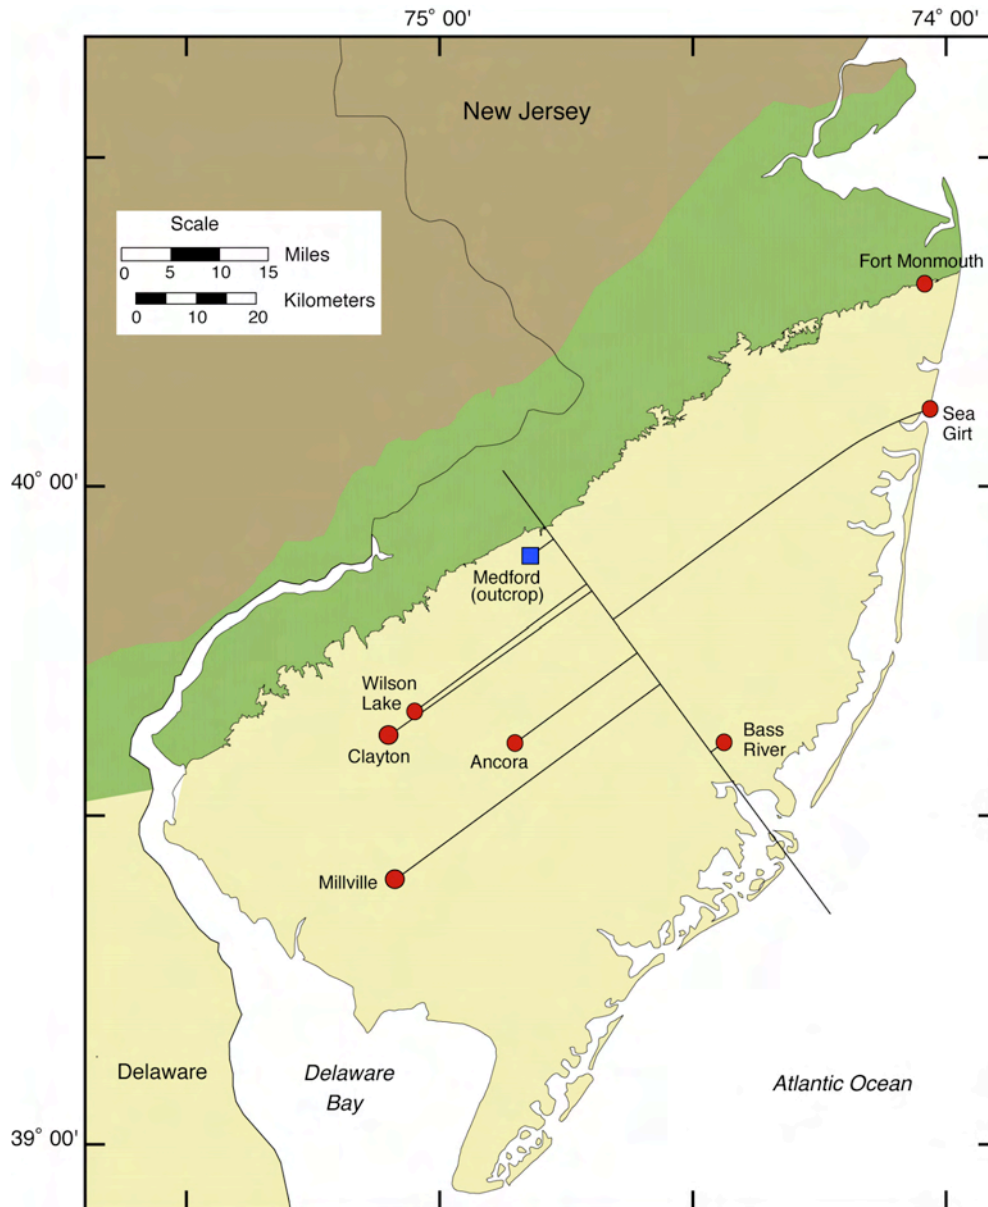 75° 00'
74° 00'
New Jersey
Scale
Miles
0 5 10 15
Kilometers
0 10 20
Fort Monmouth
Sea
Girt
40° 00'
Medford
(outcrop)
Wilson
Lake
Clayton
Ancora
Bass
River
Millville
Delaware
Delaware
Bay
Atlantic Ocean
39° 00'